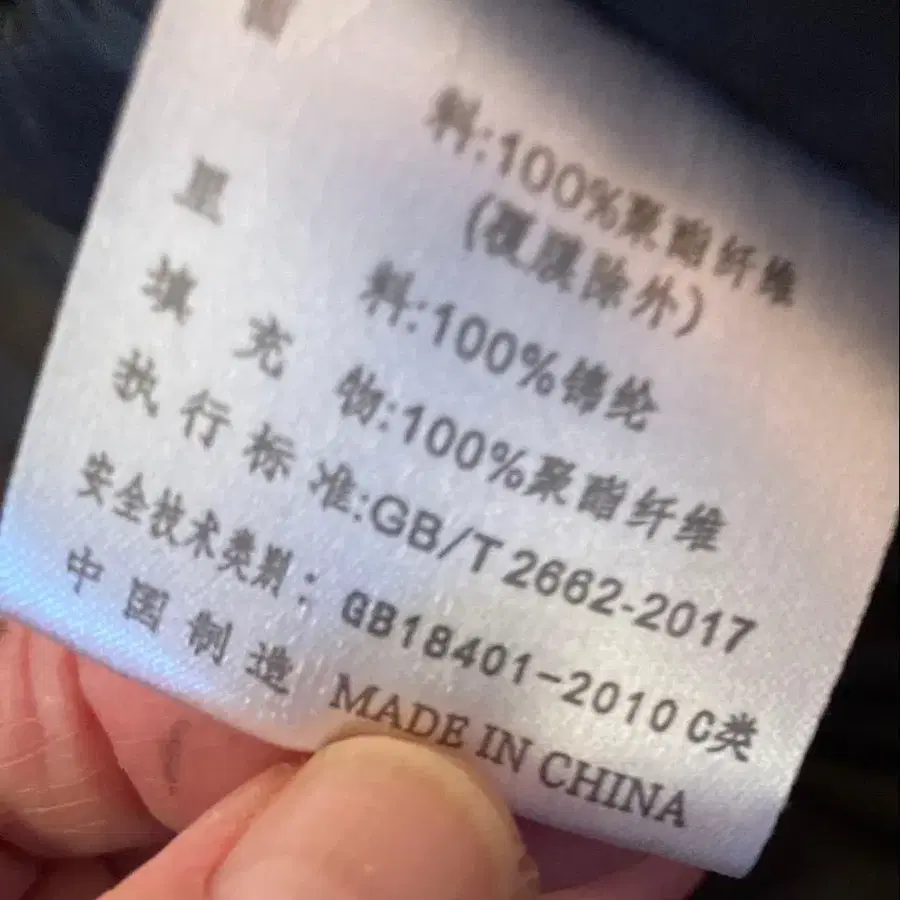 面 料:100%聚酯纤维
(覆膜除外)
里 料:100%锦纶
填 充 物:100%聚酯纤维
执 行 标 准:GB/T 2662-2017
安全技术类别: GB18401-2010 C类
中 国 制 造 MADE IN CHINA